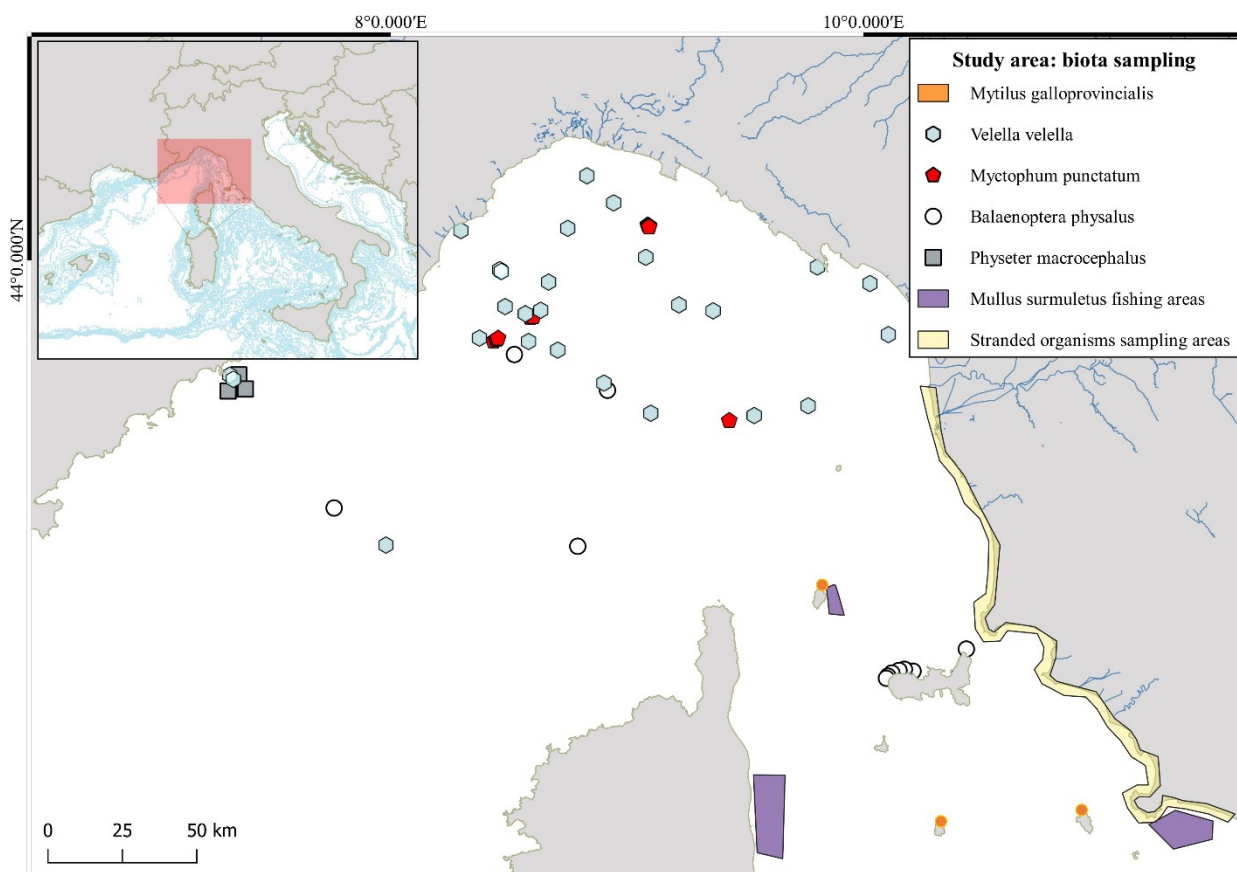 8°0.000'E
10°0.000'E
44°0.000'N
Study area: biota sampling
Mytilus galloprovincialis
Velella velella
Myctophum punctatum
Balaenoptera physalus
Physeter macrocephalus
Mullus surmuletus fishing areas
Stranded organisms sampling areas
0 25 50 km